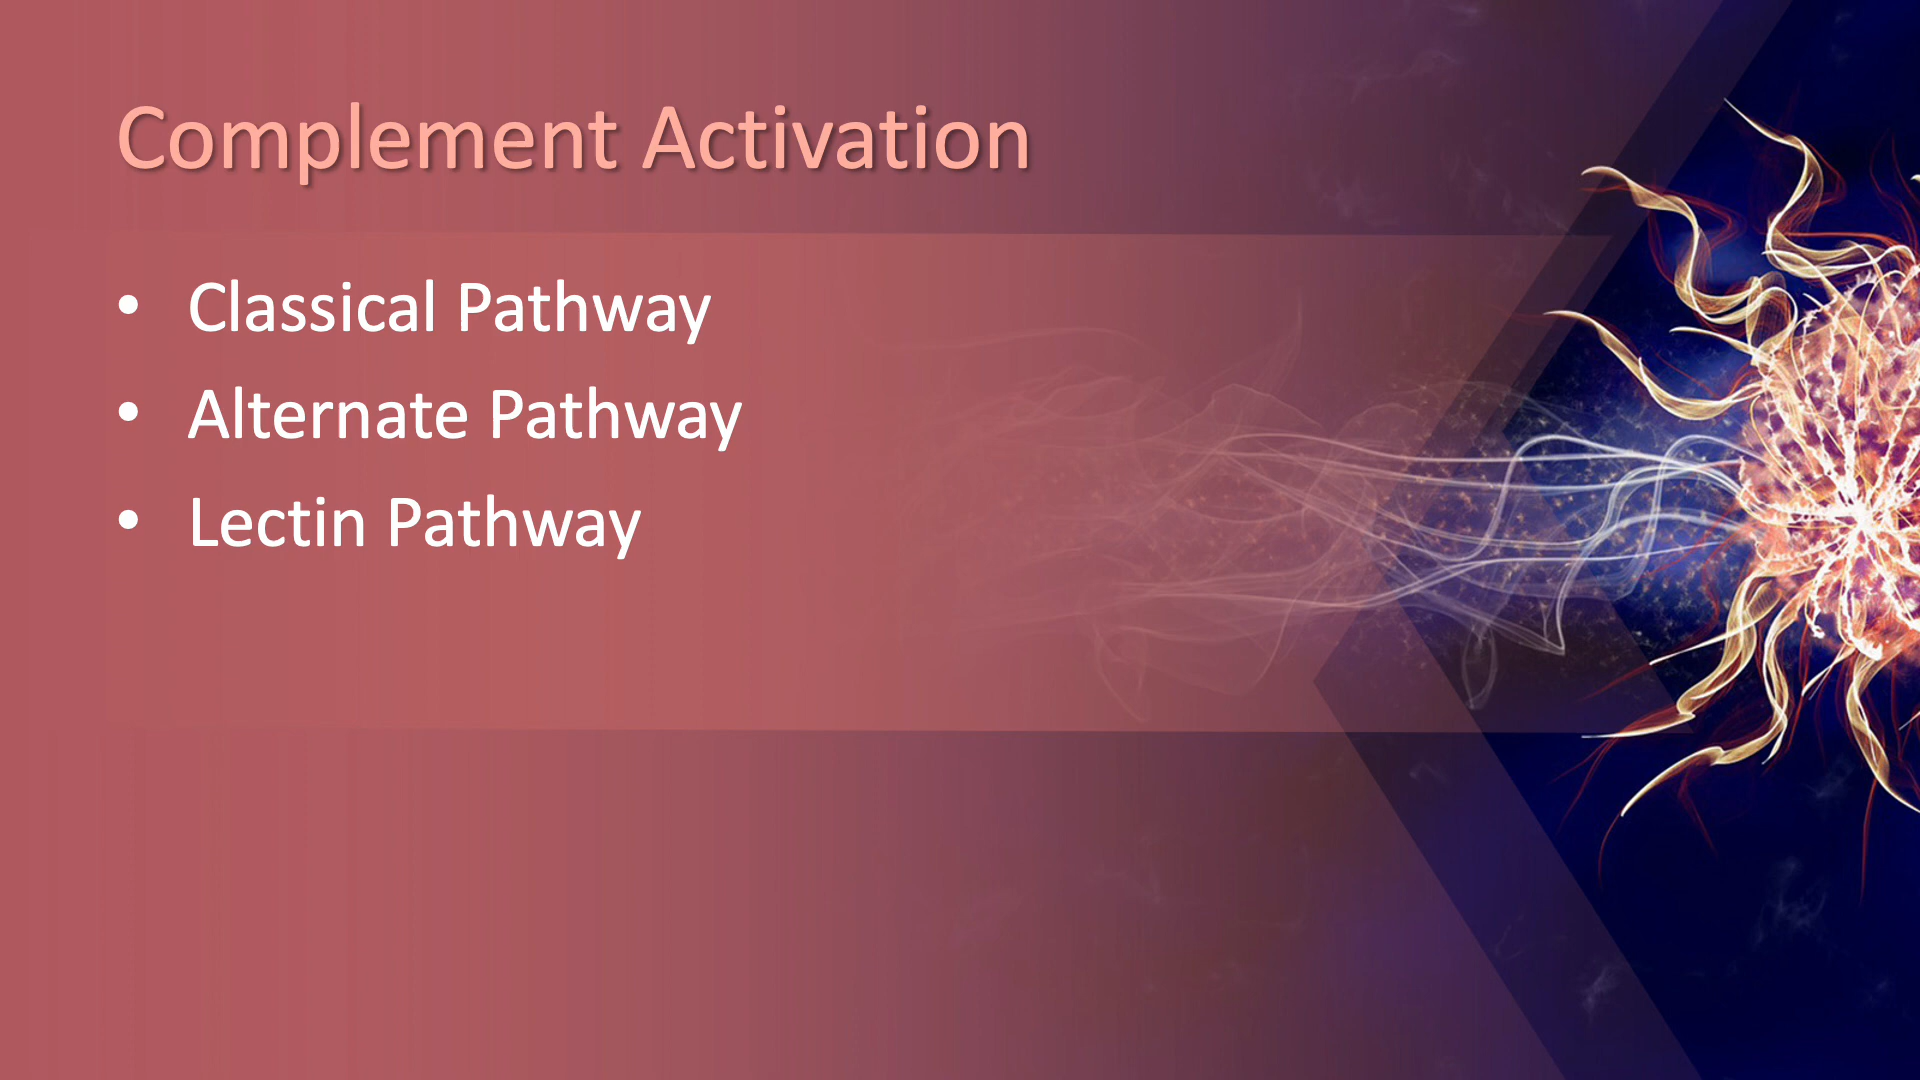 Complement Activation
• Classical Pathway
• Alternate Pathway
• Lectin Pathway